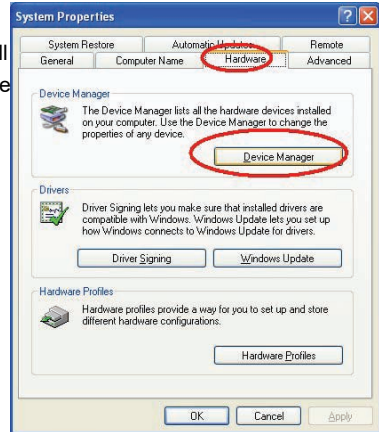 System Properties
ll
e
System Restore Automatic Updates Remote
General Computer Name Hardware Advanced
Device Manager
The Device Manager lists all the hardware devices installed
on your computer. Use the Device Manager to change the
properties of any device.
Device Manager
Drivers
Driver Signing lets you make sure that installed drivers are
compatible with Windows. Windows Update lets you set up
how Windows connects to Windows Update for drivers.
Driver Signing Windows Update
Hardware Profiles
Hardware profiles provide a way for you to set up and store
different hardware configurations.
Hardware Profiles
OK Cancel Apply